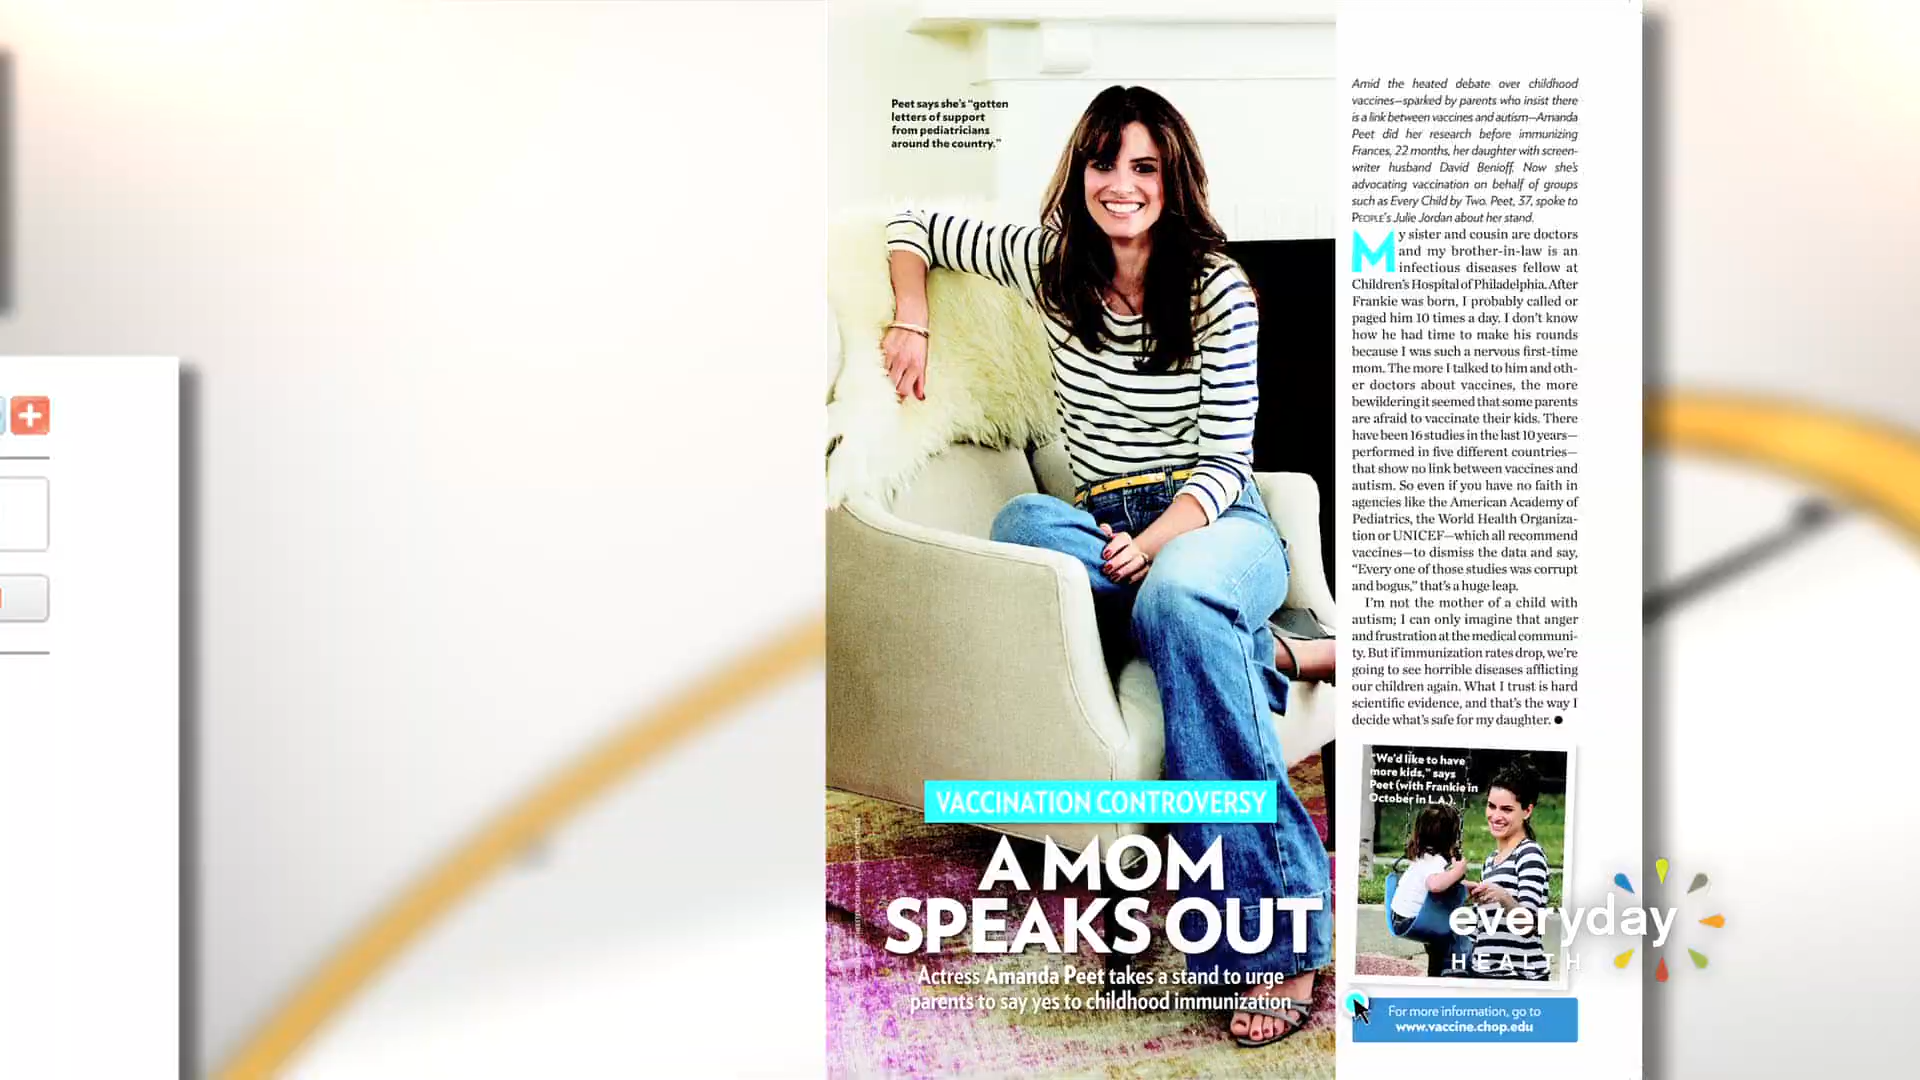 Peet says she's “gotten
letters of support
from pediatricians
around the country.”
VACCINATION CONTROVERSY
A MOM
SPEAKS OUT
Actress Amanda Peet takes a stand to urge
parents to say yes to childhood immunization
Amid the heated debate over childhood
vaccines—sparked by parents who insist there
is a link between vaccines and autism—Amanda
Peet did her research before immunizing
Frances, 22 months, her daughter with screen-
writer husband David Benioff. Now she's
advocating vaccination on behalf of groups
such as Every Child by Two. Peet, 37, spoke to
PEOPLE's Julie Jordan about her stand.
My sister and cousin are doctors
and my brother-in-law is an
infectious diseases fellow at
Children's Hospital of Philadelphia. After
Frankie was born, I probably called or
paged him 10 times a day. I don't know
how he had time to make his rounds
because I was such a nervous first-time
mom. The more I talked to him and oth-
er doctors about vaccines, the more
bewildering it seemed that some parents
are afraid to vaccinate their kids. There
have been 16 studies in the last 10 years—
performed in five different countries—
that show no link between vaccines and
autism. So even if you have no faith in
agencies like the American Academy of
Pediatrics, the World Health Organiza-
tion or UNICEF—which all recommend
vaccines—to dismiss the data and say,
“Every one of those studies was corrupt
and bogus,” that's a huge leap.
I'm not the mother of a child with
autism; I can only imagine that anger
and frustration at the medical communi-
ty. But if immunization rates drop, we're
going to see horrible diseases afflicting
our children again. What I trust is hard
scientific evidence, and that's the way I
decide what's safe for my daughter.
“We'd like to have
more kids,” says
Peet (with Frankie in
October in L.A.).
everyday
HEALTH
For more information, go to
www.vaccine.chop.edu